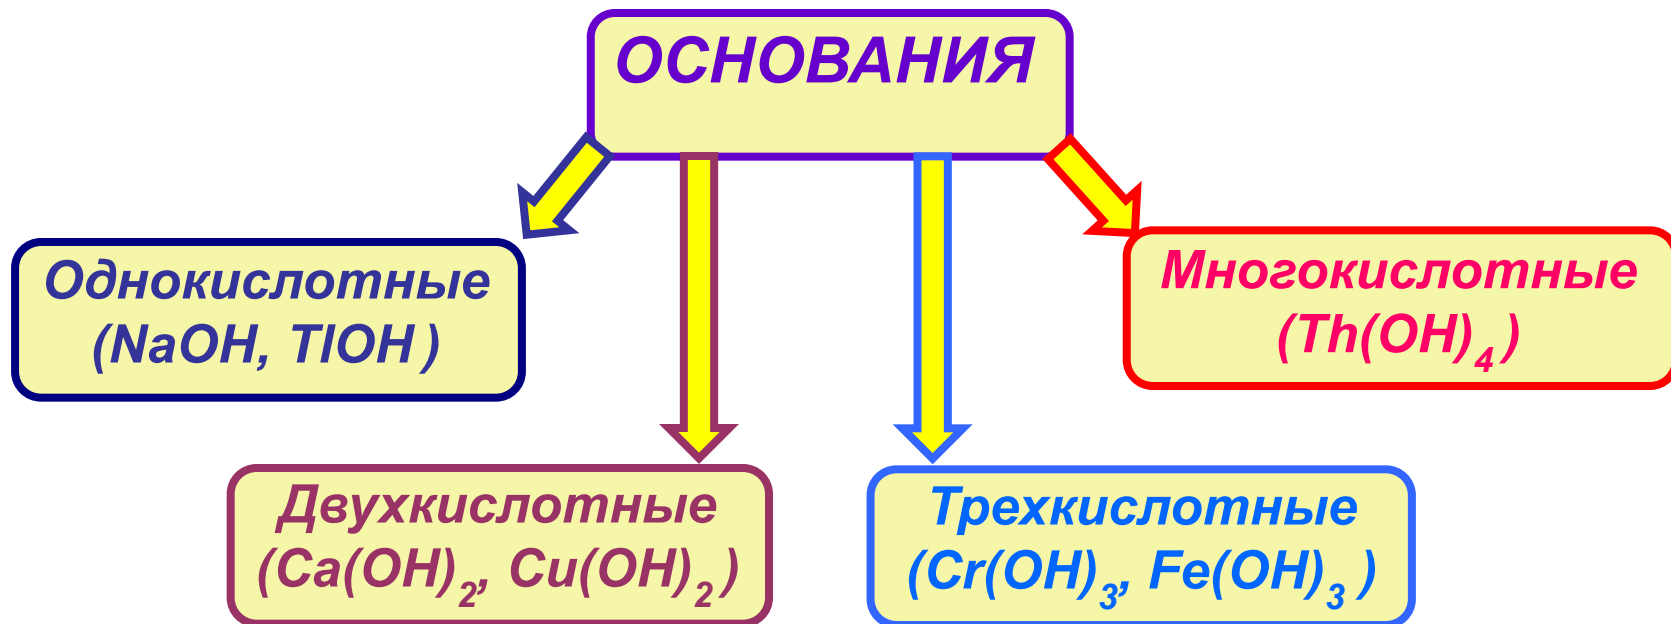 ОСНОВАНИЯ
Однокислотные
(NaOH, TlOH )
Многокислотные
(Th(OH)₄ )
Двухкислотные
(Ca(OH)₂, Cu(OH)₂ )
Трехкислотные
(Cr(OH)₃, Fe(OH)₃ )